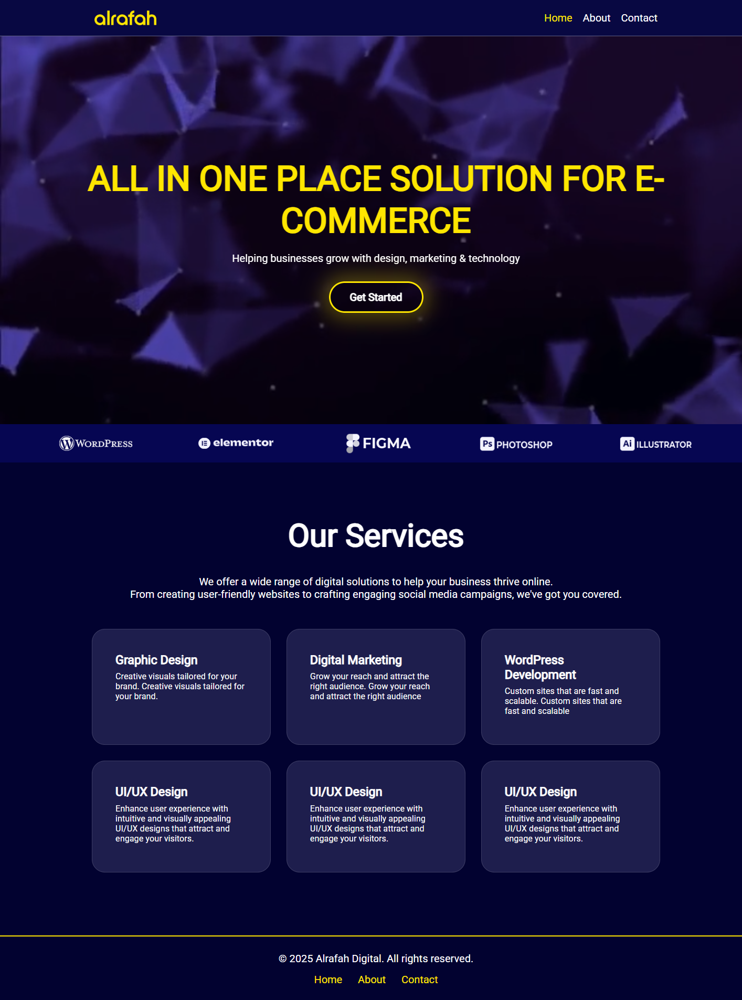 alrafah
Home About Contact
ALL IN ONE PLACE SOLUTION FOR E-
COMMERCE
Helping businesses grow with design, marketing & technology
Get Started
WORDPRESS
elementor
FIGMA
Ps PHOTOSHOP
Ai ILLUSTRATOR
Our Services
We offer a wide range of digital solutions to help your business thrive online.
From creating user-friendly websites to crafting engaging social media campaigns, we've got you covered.
Graphic Design
Creative visuals tailored for your
brand. Creative visuals tailored for
your brand.
Digital Marketing
Grow your reach and attract the
right audience. Grow your reach
and attract the right audience
WordPress
Development
Custom sites that are fast and
scalable. Custom sites that are
fast and scalable
UI/UX Design
Enhance user experience with
intuitive and visually appealing
UI/UX designs that attract and
engage your visitors.
UI/UX Design
Enhance user experience with
intuitive and visually appealing
UI/UX designs that attract and
engage your visitors.
UI/UX Design
Enhance user experience with
intuitive and visually appealing
UI/UX designs that attract and
engage your visitors.
© 2025 Alrafah Digital. All rights reserved.
Home About Contact